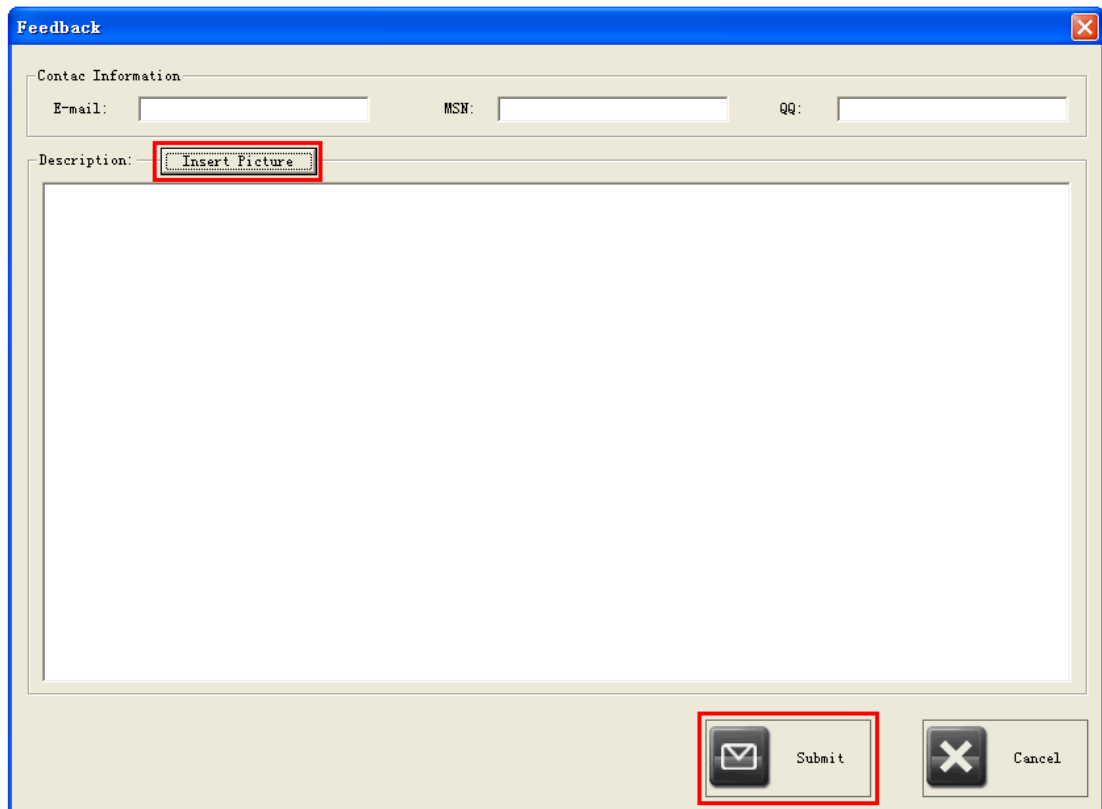 Feedback
Contac Information
E-mail: MSN: QQ:
Description: Insert Picture
Submit Cancel